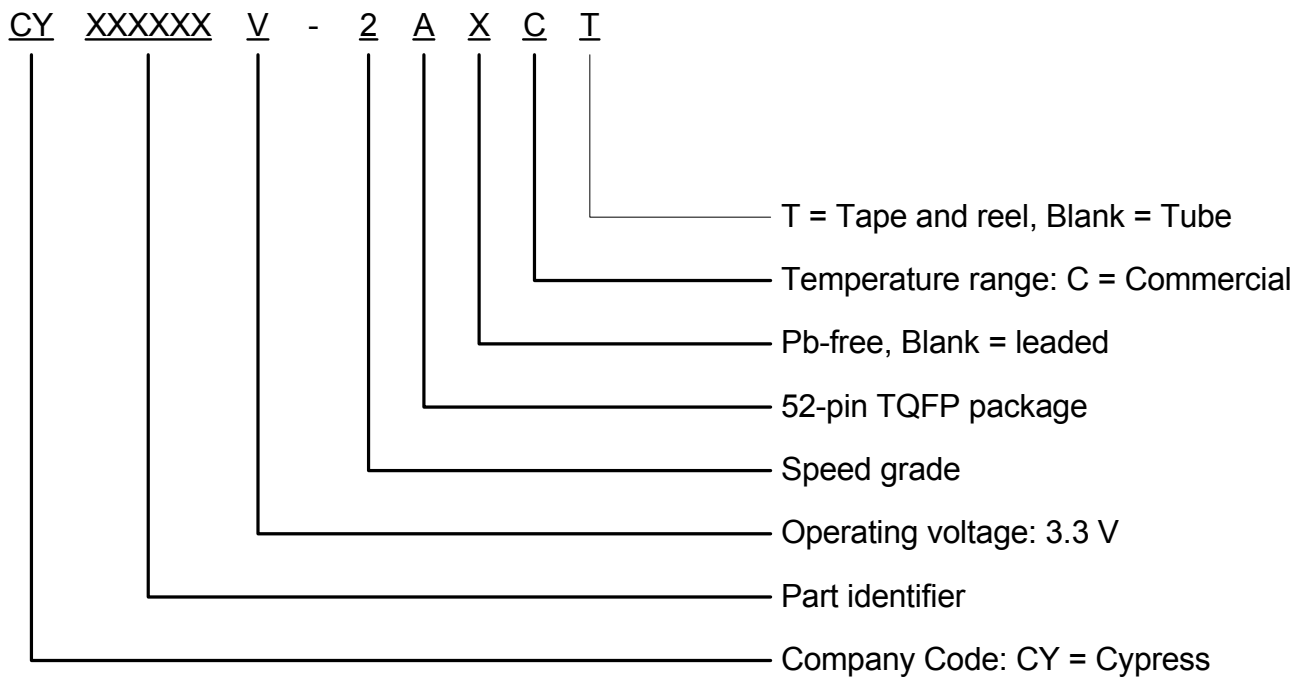 CY XXXXXX V - 2 A X C T
T = Tape and reel, Blank = Tube
Temperature range: C = Commercial
Pb-free, Blank = leaded
52-pin TQFP package
Speed grade
Operating voltage: 3.3 V
Part identifier
Company Code: CY = Cypress